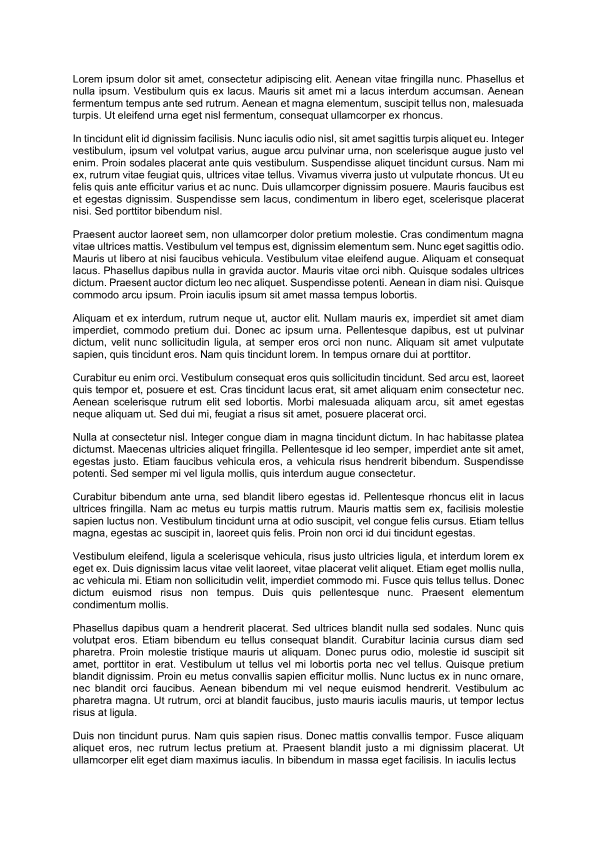 Lorem ipsum dolor sit amet, consectetur adipiscing elit. Aenean vitae fringilla nunc. Phasellus et
nulla ipsum. Vestibulum quis ex lacus. Mauris sit amet mi a lacus interdum accumsan. Aenean
fermentum tempus ante sed rutrum. Aenean et magna elementum, suscipit tellus non, malesuada
turpis. Ut eleifend urna eget nisl fermentum, consequat ullamcorper ex rhoncus.
In tincidunt elit id dignissim facilisis. Nunc iaculis odio nisl, sit amet sagittis turpis aliquet eu. Integer
vestibulum, ipsum vel volutpat varius, augue arcu pulvinar urna, non scelerisque augue justo vel
enim. Proin sodales placerat ante quis vestibulum. Suspendisse aliquet tincidunt cursus. Nam mi
ex, rutrum vitae feugiat quis, ultrices vitae tellus. Vivamus viverra justo ut vulputate rhoncus. Ut eu
felis quis ante efficitur varius et ac nunc. Duis ullamcorper dignissim posuere. Mauris faucibus est
et egestas dignissim. Suspendisse sem lacus, condimentum in libero eget, scelerisque placerat
nisi. Sed porttitor bibendum nisl.
Praesent auctor laoreet sem, non ullamcorper dolor pretium molestie. Cras condimentum magna
vitae ultrices mattis. Vestibulum vel tempus est, dignissim elementum sem. Nunc eget sagittis odio.
Mauris ut libero at nisi faucibus vehicula. Vestibulum vitae eleifend augue. Aliquam et consequat
lacus. Phasellus dapibus nulla in gravida auctor. Mauris vitae orci nibh. Quisque sodales ultrices
dictum. Praesent auctor dictum leo nec aliquet. Suspendisse potenti. Aenean in diam nisi. Quisque
commodo arcu ipsum. Proin iaculis ipsum sit amet massa tempus lobortis.
Aliquam et ex interdum, rutrum neque ut, auctor elit. Nullam mauris ex, imperdiet sit amet diam
imperdiet, commodo pretium dui. Donec ac ipsum urna. Pellentesque dapibus, est ut pulvinar
dictum, velit nunc sollicitudin ligula, at semper eros orci non nunc. Aliquam sit amet vulputate
sapien, quis tincidunt eros. Nam quis tincidunt lorem. In tempus ornare dui at porttitor.
Curabitur eu enim orci. Vestibulum consequat eros quis sollicitudin tincidunt. Sed arcu est, laoreet
quis tempor et, posuere et est. Cras tincidunt lacus erat, sit amet aliquam enim consectetur nec.
Aenean scelerisque rutrum elit sed lobortis. Morbi malesuada aliquam arcu, sit amet egestas
neque aliquam ut. Sed dui mi, feugiat a risus sit amet, posuere placerat orci.
Nulla at consectetur nisl. Integer congue diam in magna tincidunt dictum. In hac habitasse platea
dictumst. Maecenas ultricies aliquet fringilla. Pellentesque id leo semper, imperdiet ante sit amet,
egestas justo. Etiam faucibus vehicula eros, a vehicula risus hendrerit bibendum. Suspendisse
potenti. Sed semper mi vel ligula mollis, quis interdum augue consectetur.
Curabitur bibendum ante urna, sed blandit libero egestas id. Pellentesque rhoncus elit in lacus
ultrices fringilla. Nam ac metus eu turpis mattis rutrum. Mauris mattis sem ex, facilisis molestie
sapien luctus non. Vestibulum tincidunt urna at odio suscipit, vel congue felis cursus. Etiam tellus
magna, egestas ac suscipit in, laoreet quis felis. Proin non orci id dui tincidunt egestas.
Vestibulum eleifend, ligula a scelerisque vehicula, risus justo ultricies ligula, et interdum lorem ex
eget ex. Duis dignissim lacus vitae velit laoreet, vitae placerat velit aliquet. Etiam eget mollis nulla,
ac vehicula mi. Etiam non sollicitudin velit, imperdiet commodo mi. Fusce quis tellus tellus. Donec
dictum euismod risus non tempus. Duis quis pellentesque nunc. Praesent elementum
condimentum mollis.
Phasellus dapibus quam a hendrerit placerat. Sed ultrices blandit nulla sed sodales. Nunc quis
volutpat eros. Etiam bibendum eu tellus consequat blandit. Curabitur lacinia cursus diam sed
pharetra. Proin molestie tristique mauris ut aliquam. Donec purus odio, molestie id suscipit sit
amet, porttitor in erat. Vestibulum ut tellus vel mi lobortis porta nec vel tellus. Quisque pretium
blandit dignissim. Proin eu metus convallis sapien efficitur mollis. Nunc luctus ex in nunc ornare,
nec blandit orci faucibus. Aenean bibendum mi vel neque euismod hendrerit. Vestibulum ac
pharetra magna. Ut rutrum, orci at blandit faucibus, justo mauris iaculis mauris, ut tempor lectus
risus at ligula.
Duis non tincidunt purus. Nam quis sapien risus. Donec mattis convallis tempor. Fusce aliquam
aliquet eros, nec rutrum lectus pretium at. Praesent blandit justo a mi dignissim placerat. Ut
ullamcorper elit eget diam maximus iaculis. In bibendum in massa eget facilisis. In iaculis lectus